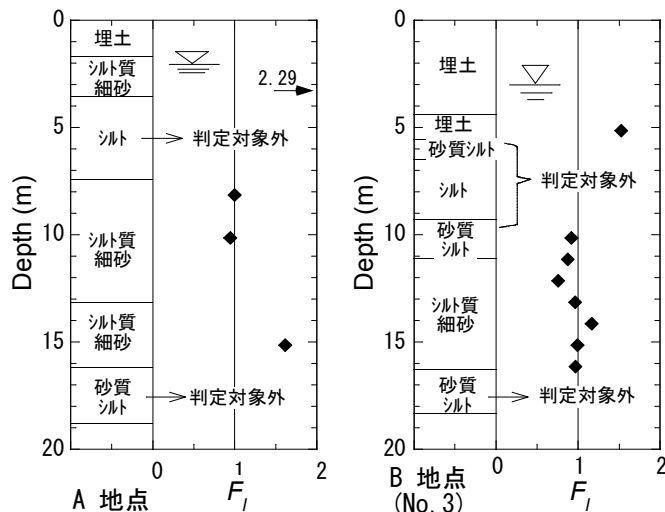 0
5
10
15
20
Depth (m)
埋土
シルト質
細砂
シルト
判定対象外
シルト質
細砂
シルト質
細砂
砂質
シルト
判定対象外
2.29
0
1
2
A 地点
F_l
0
5
10
15
20
Depth (m)
埋土
埋土
砂質シルト
シルト
判定対象外
砂質
シルト
シルト質
細砂
砂質
シルト
判定対象外
0
1
2
B 地点
(No.3)
F_l